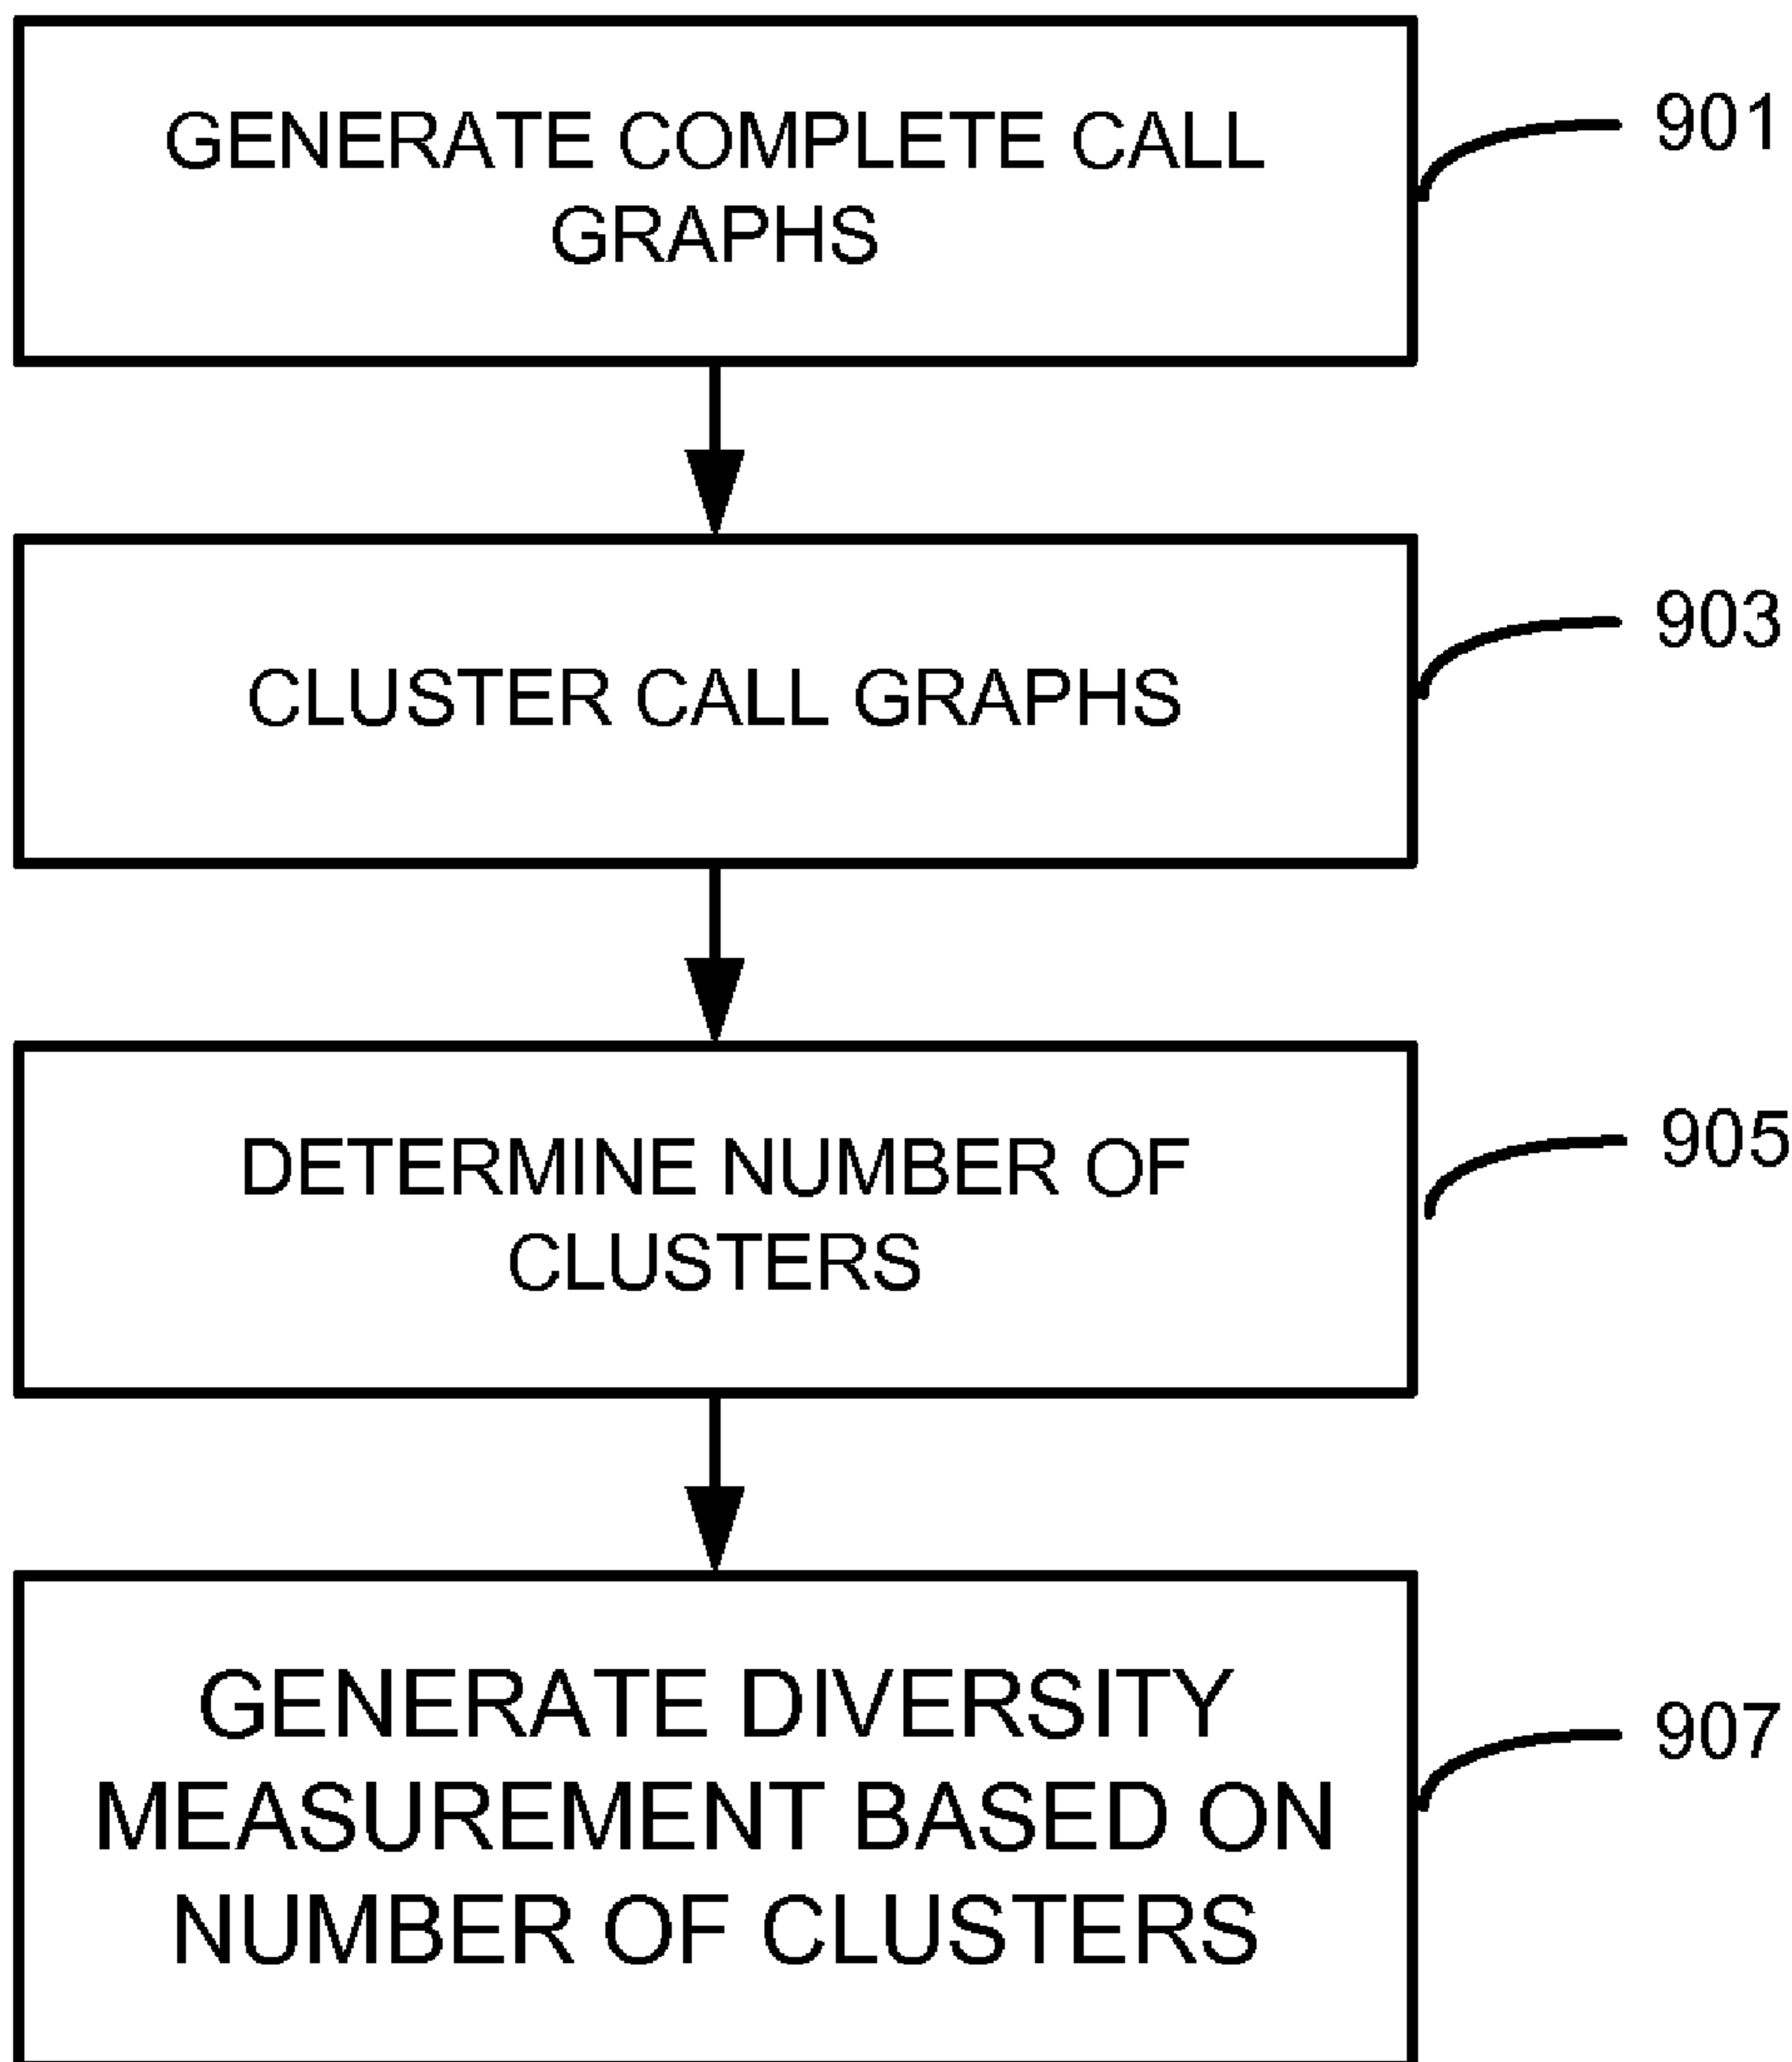 GENERATE COMPLETE CALL
GRAPHS
901
CLUSTER CALL GRAPHS
903
DETERMINE NUMBER OF
CLUSTERS
905
GENERATE DIVERSITY
MEASUREMENT BASED ON
NUMBER OF CLUSTERS
907